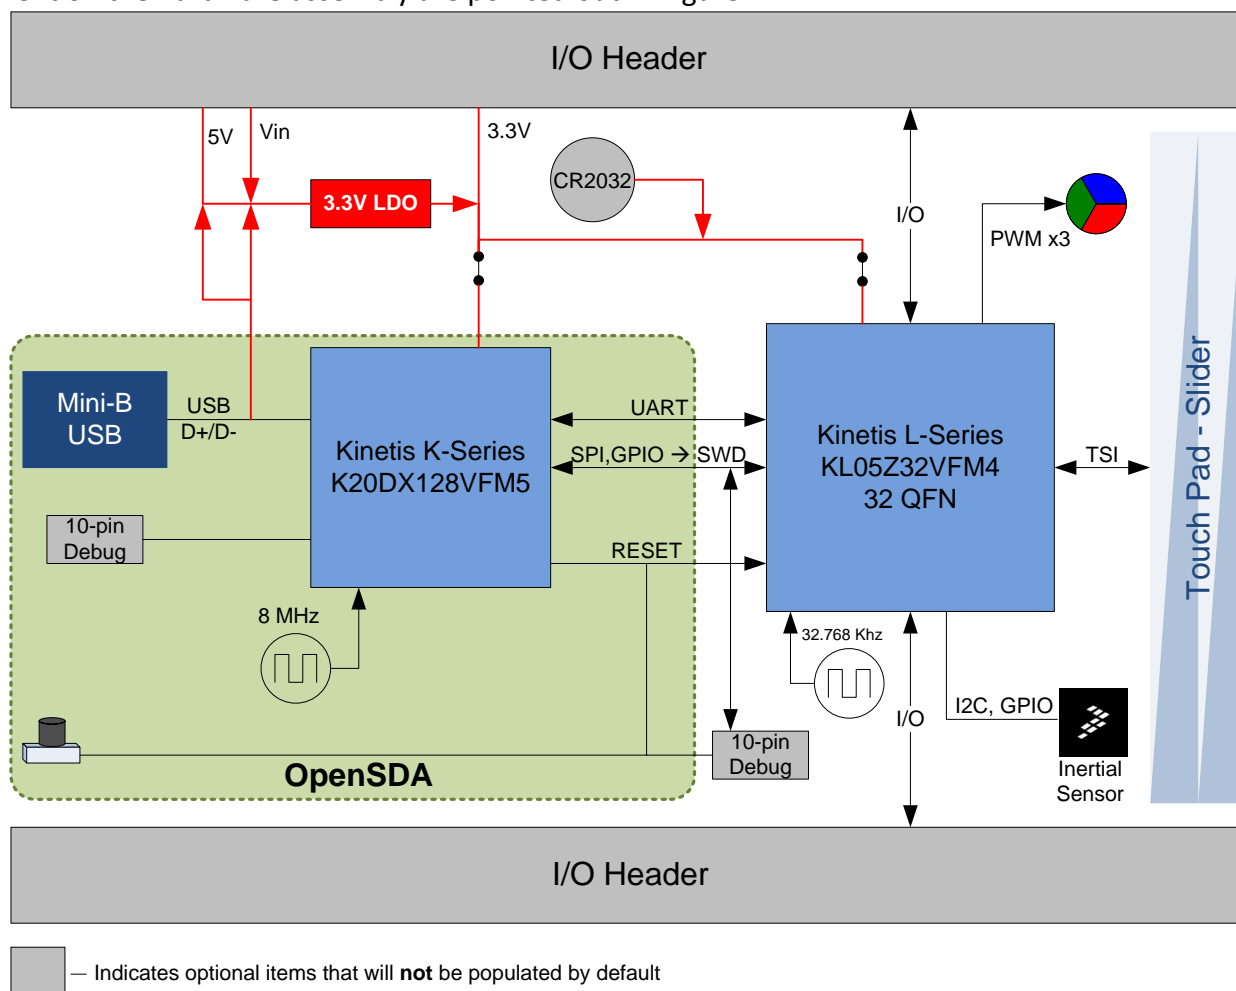 I/O Header
5V
Vin
3.3V
CR2032
3.3V LDO
I/O
PWM x3
Mini-B
USB
USB
D+/D-
Kinetis K-Series
K20DX128VFM5
UART
SPI,GPIO → SWD
RESET
Kinetis L-Series
KL05Z32VFM4
32 QFN
TSI
Touch Pad - Slider
10-pin
Debug
8 MHz
32.768 Khz
I/O
I2C, GPIO
10-pin
Debug
Inertial
Sensor
OpenSDA
I/O Header
— Indicates optional items that will not be populated by default